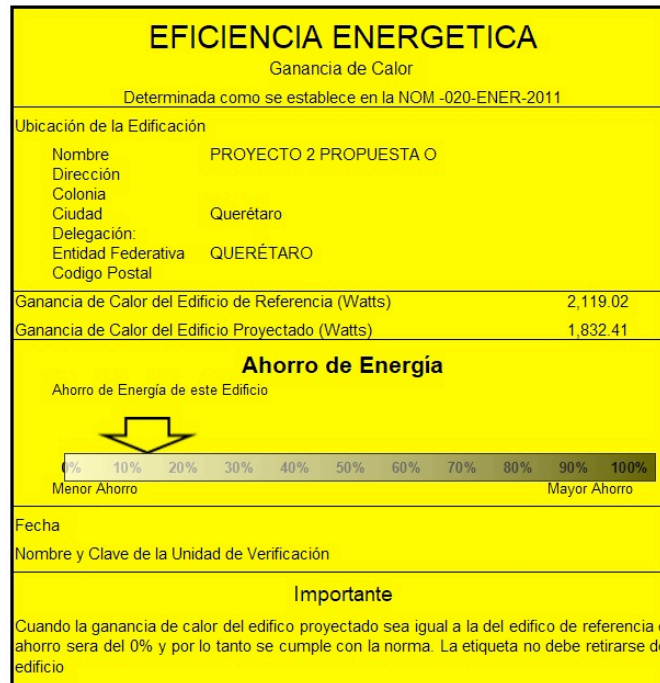 EFICIENCIA ENERGETICA
Ganancia de Calor
Determinada como se establece en la NOM -020-ENER-2011
Ubicación de la Edificación
Nombre PROYECTO 2 PROPUESTA O
Dirección
Colonia
Ciudad Querétaro
Delegación:
Entidad Federativa QUERÉTARO
Codigo Postal
Ganancia de Calor del Edificio de Referencia (Watts) 2,119.02
Ganancia de Calor del Edificio Proyectado (Watts) 1,832.41
Ahorro de Energía
Ahorro de Energía de este Edificio
0% 10% 20% 30% 40% 50% 60% 70% 80% 90% 100%
Menor Ahorro Mayor Ahorro
Fecha
Nombre y Clave de la Unidad de Verificación
Importante
Cuando la ganancia de calor del edifico proyectado sea igual a la del edifico de referencia
ahorro sera del 0% y por lo tanto se cumple con la norma. La etiqueta no debe retirarse
edificio